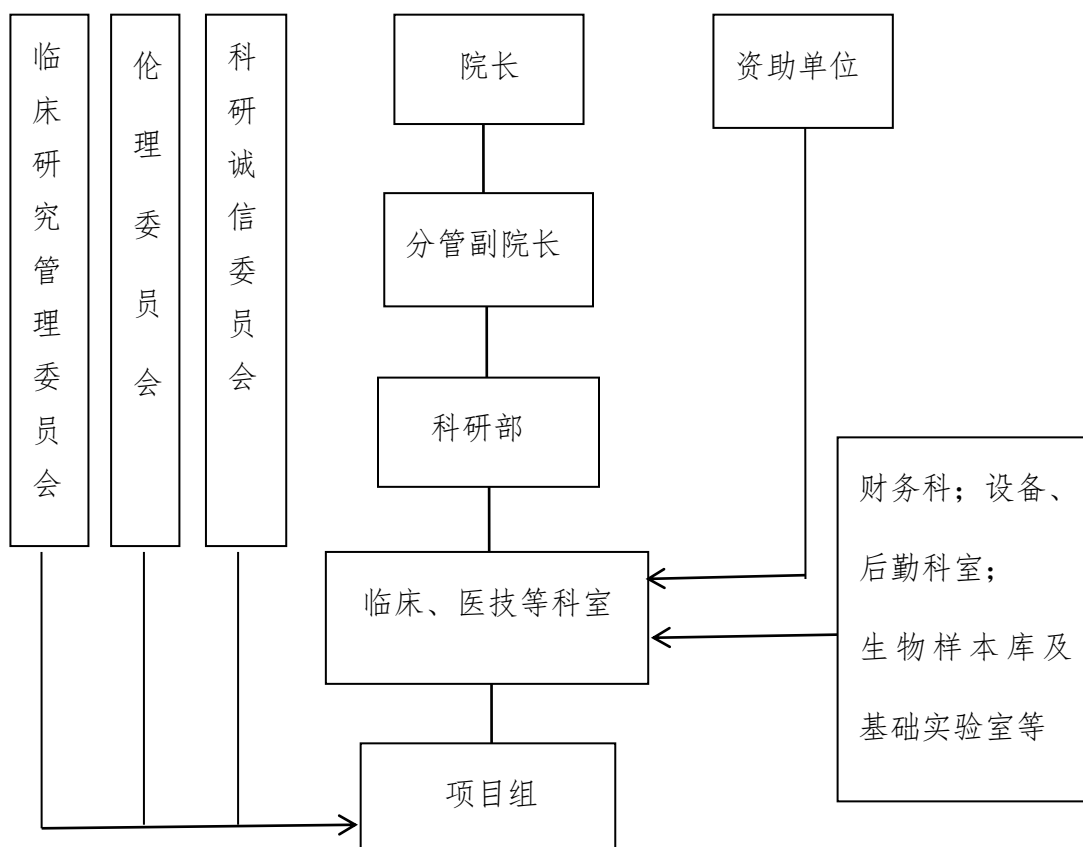 临床研究管理委员会
伦理委员会
科研诚信委员会
院长
资助单位
分管副院长
科研部
财务科；设备、
后勤科室；
生物样本库及
基础实验室等
临床、医技等科室
项目组